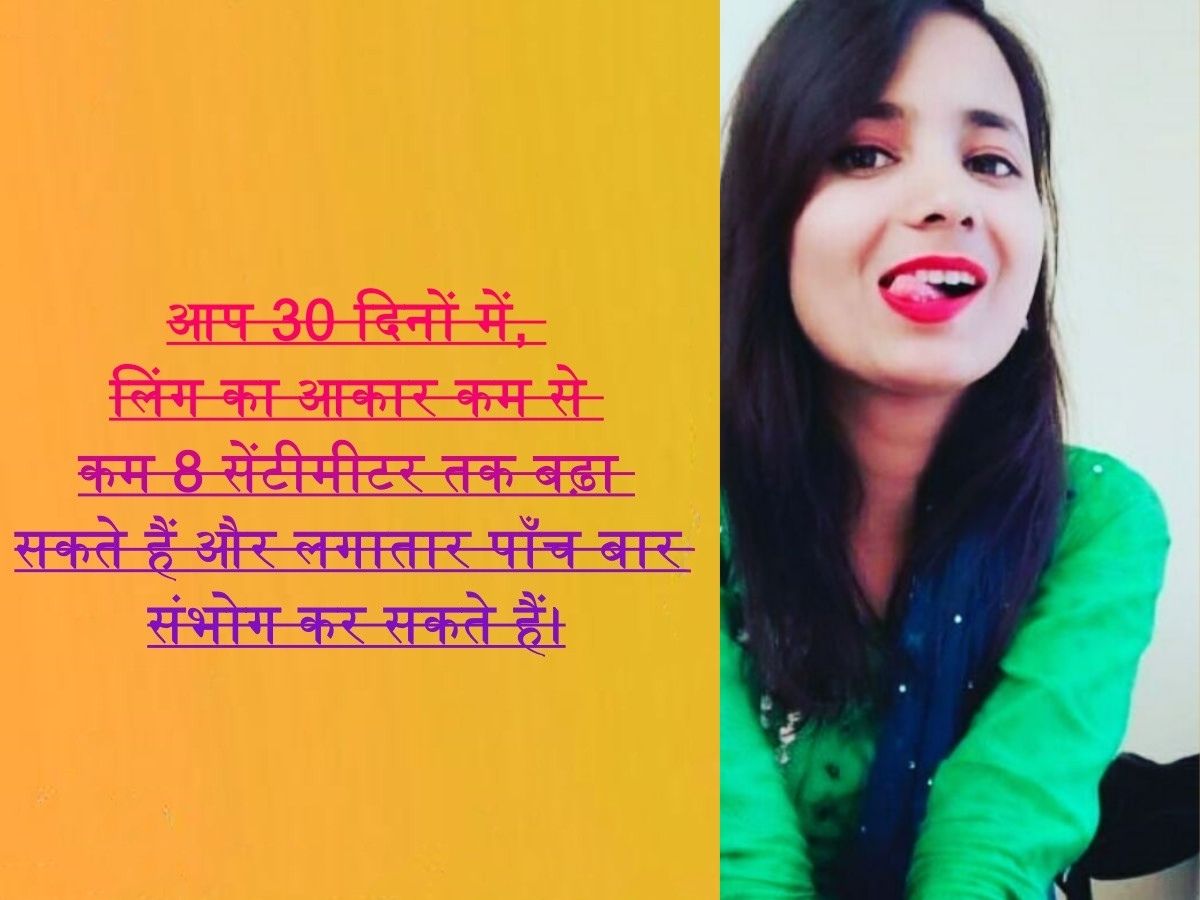 आप 30 दिनों में,
लिंग का आकार कम से
कम 8 सेंटीमीटर तक बढ़ा
सकते हैं और लगातार पाँच बार
संभोग कर सकते हैं।